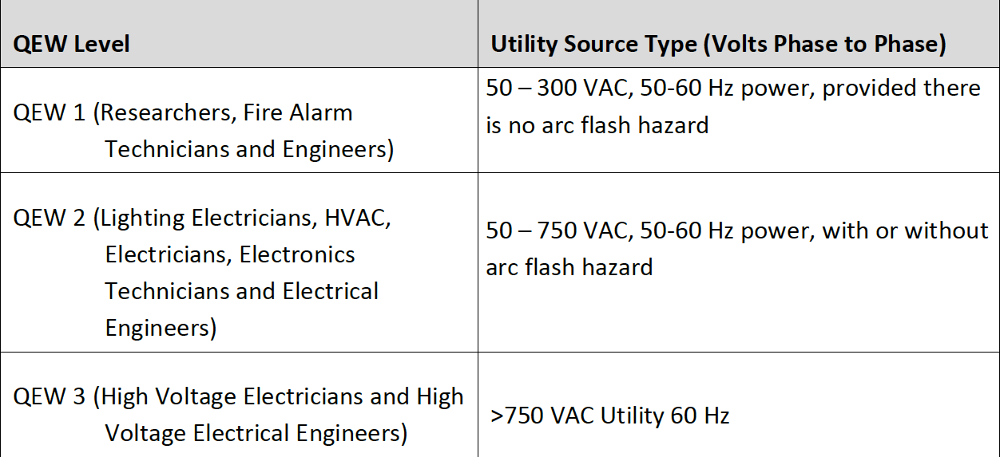 QEW Level
Utility Source Type (Volts Phase to Phase)
QEW 1 (Researchers, Fire Alarm
Technicians and Engineers)
50 – 300 VAC, 50-60 Hz power, provided there
is no arc flash hazard
QEW 2 (Lighting Electricians, HVAC,
Electricians, Electronics
Technicians and Electrical
Engineers)
50 – 750 VAC, 50-60 Hz power, with or without
arc flash hazard
QEW 3 (High Voltage Electricians and High
Voltage Electrical Engineers)
>750 VAC Utility 60 Hz